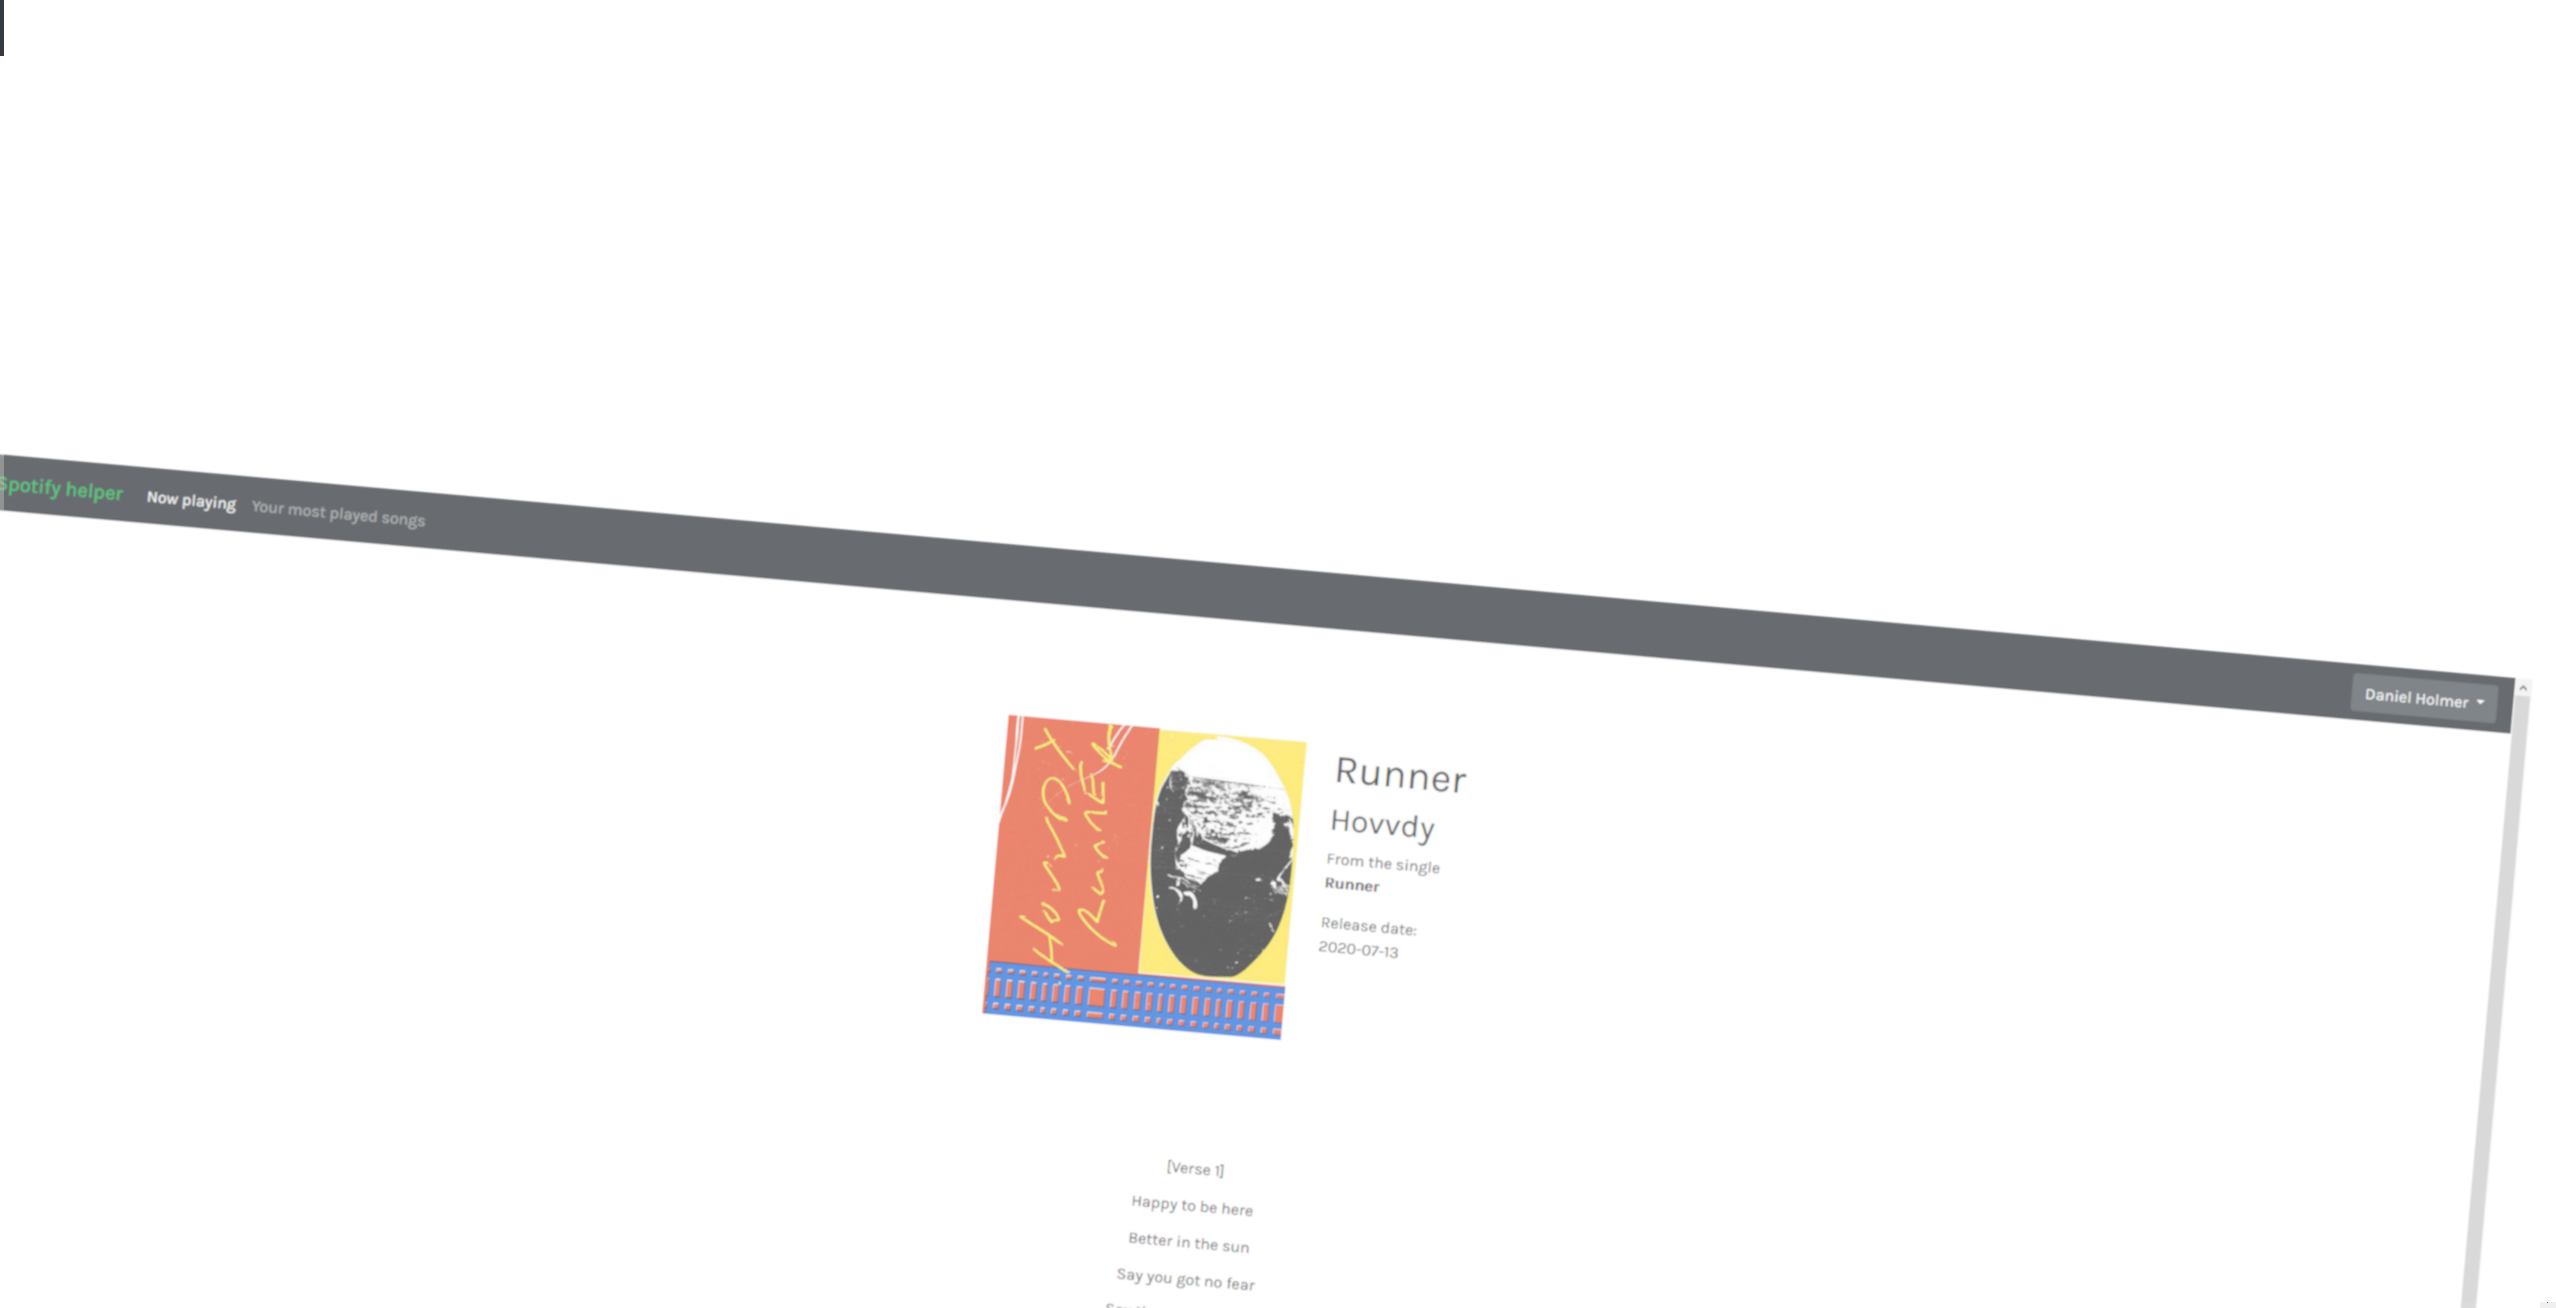 Spotify helper Now playing Your most played songs
Daniel Holmer
HOVVDY
RUNNER
Runner
Hovvdy
From the single
Runner
Release date:
2020-07-13
[Verse 1]
Happy to be here
Better in the sun
Say you got no fear